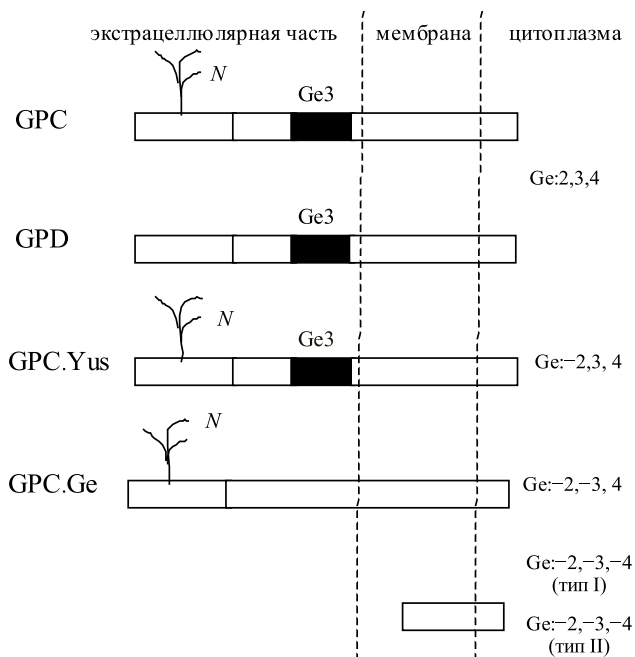 экстрацеллюлярная часть мембрана цитоплазма
N
Ge3
GPC
Ge:2,3,4
Ge3
GPD
N
Ge3
GPC.Yus
Ge:−2,3, 4
N
GPC.Ge
Ge:−2,−3, 4
Ge:−2,−3,−4
(тип I)
Ge:−2,−3,−4
(тип II)